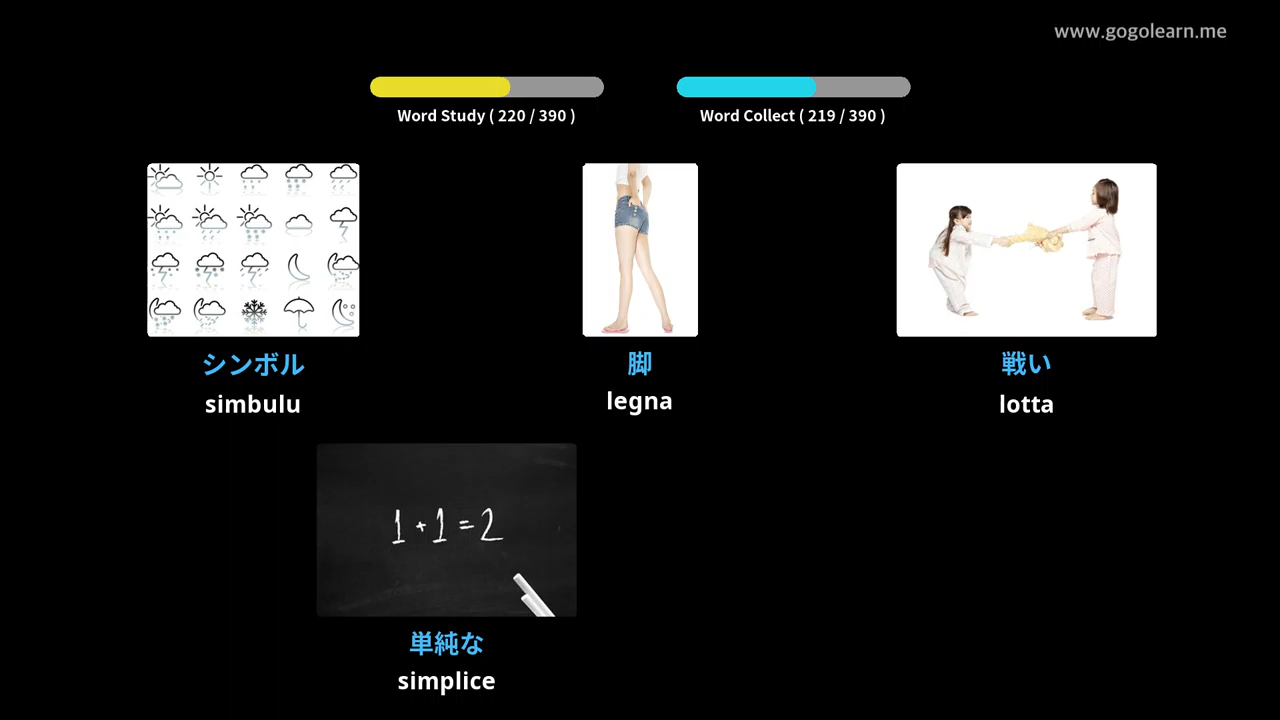 www.gogolearn.me
Word Study ( 220 / 390 )
Word Collect ( 219 / 390 )
シンボル
simbulu
脚
legna
戦い
lotta
1 + 1 = 2
単純な
simplice